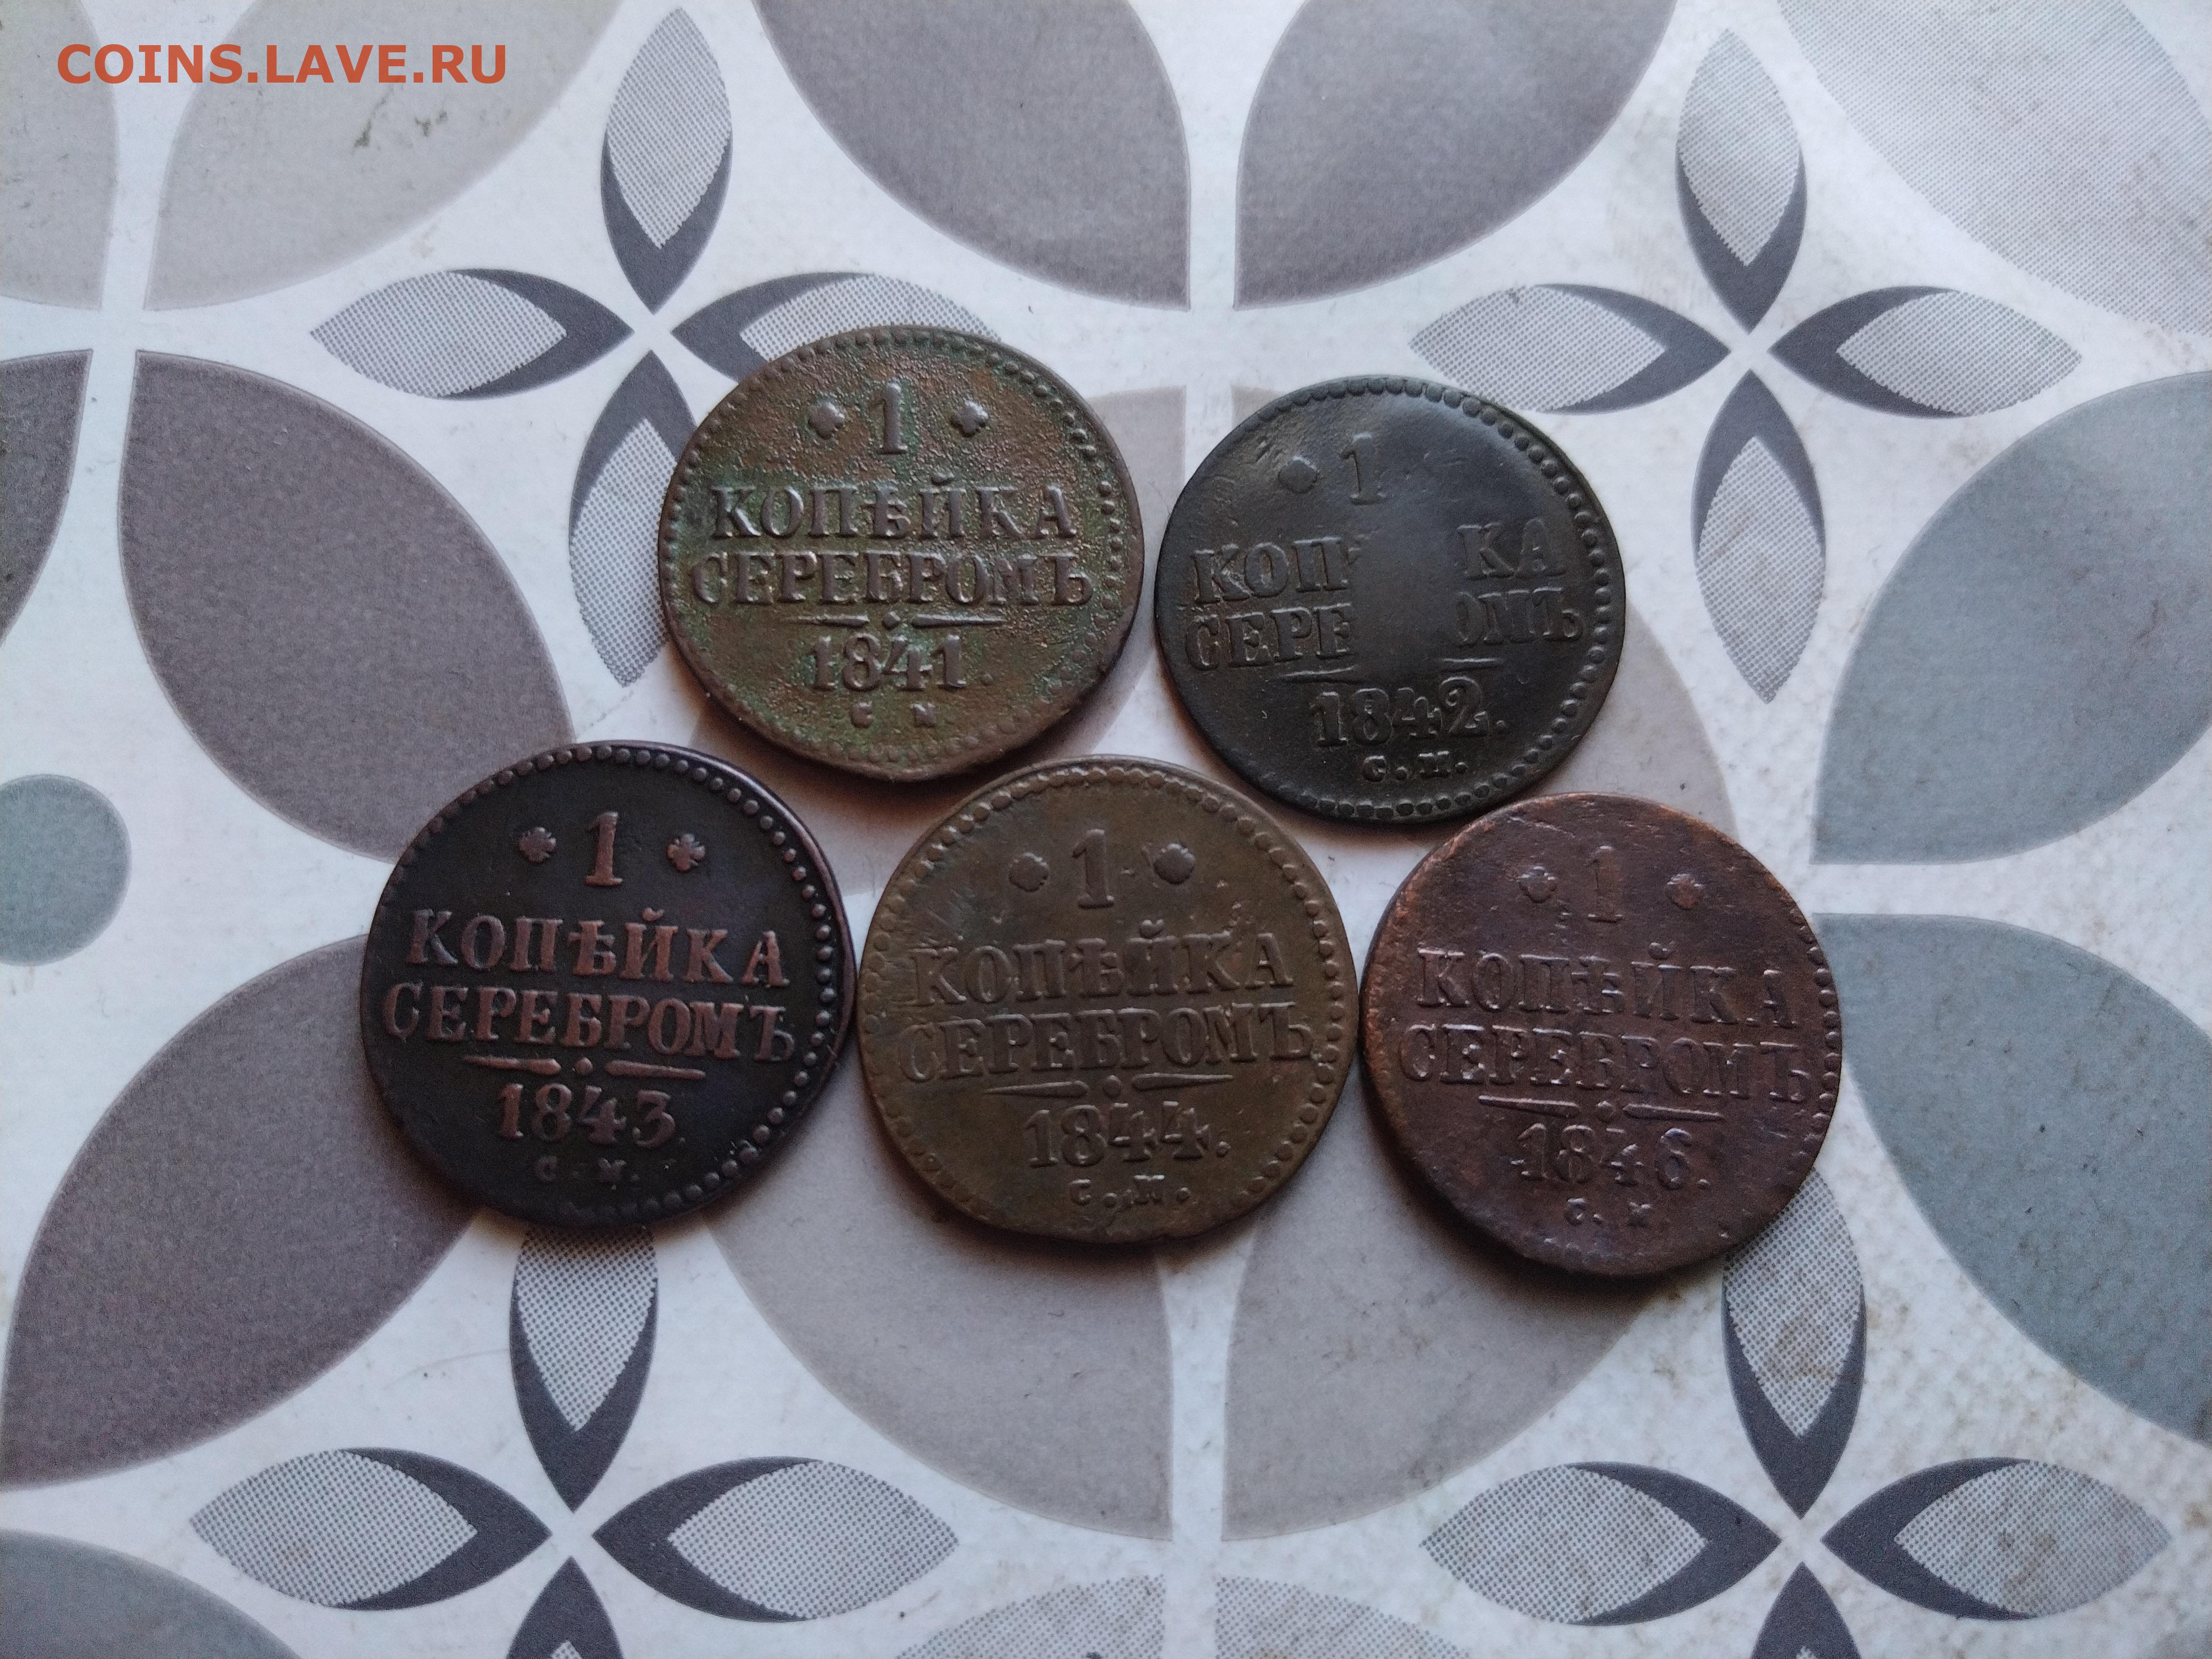 COINS.LAVE.RU
1
КОПѢЙКА
СЕРЕБРОМЪ
1841.
С М
1
КОП КА
СЕРЕ ОМЪ
1842.
С.М.
1
КОПѢЙКА
СЕРЕБРОМЪ
1843.
С.М.
1
КОПѢЙКА
СЕРЕБРОМЪ
1844.
С.М.
1
КОПѢЙКА
СЕРЕБРОМЪ
1846.
С.М